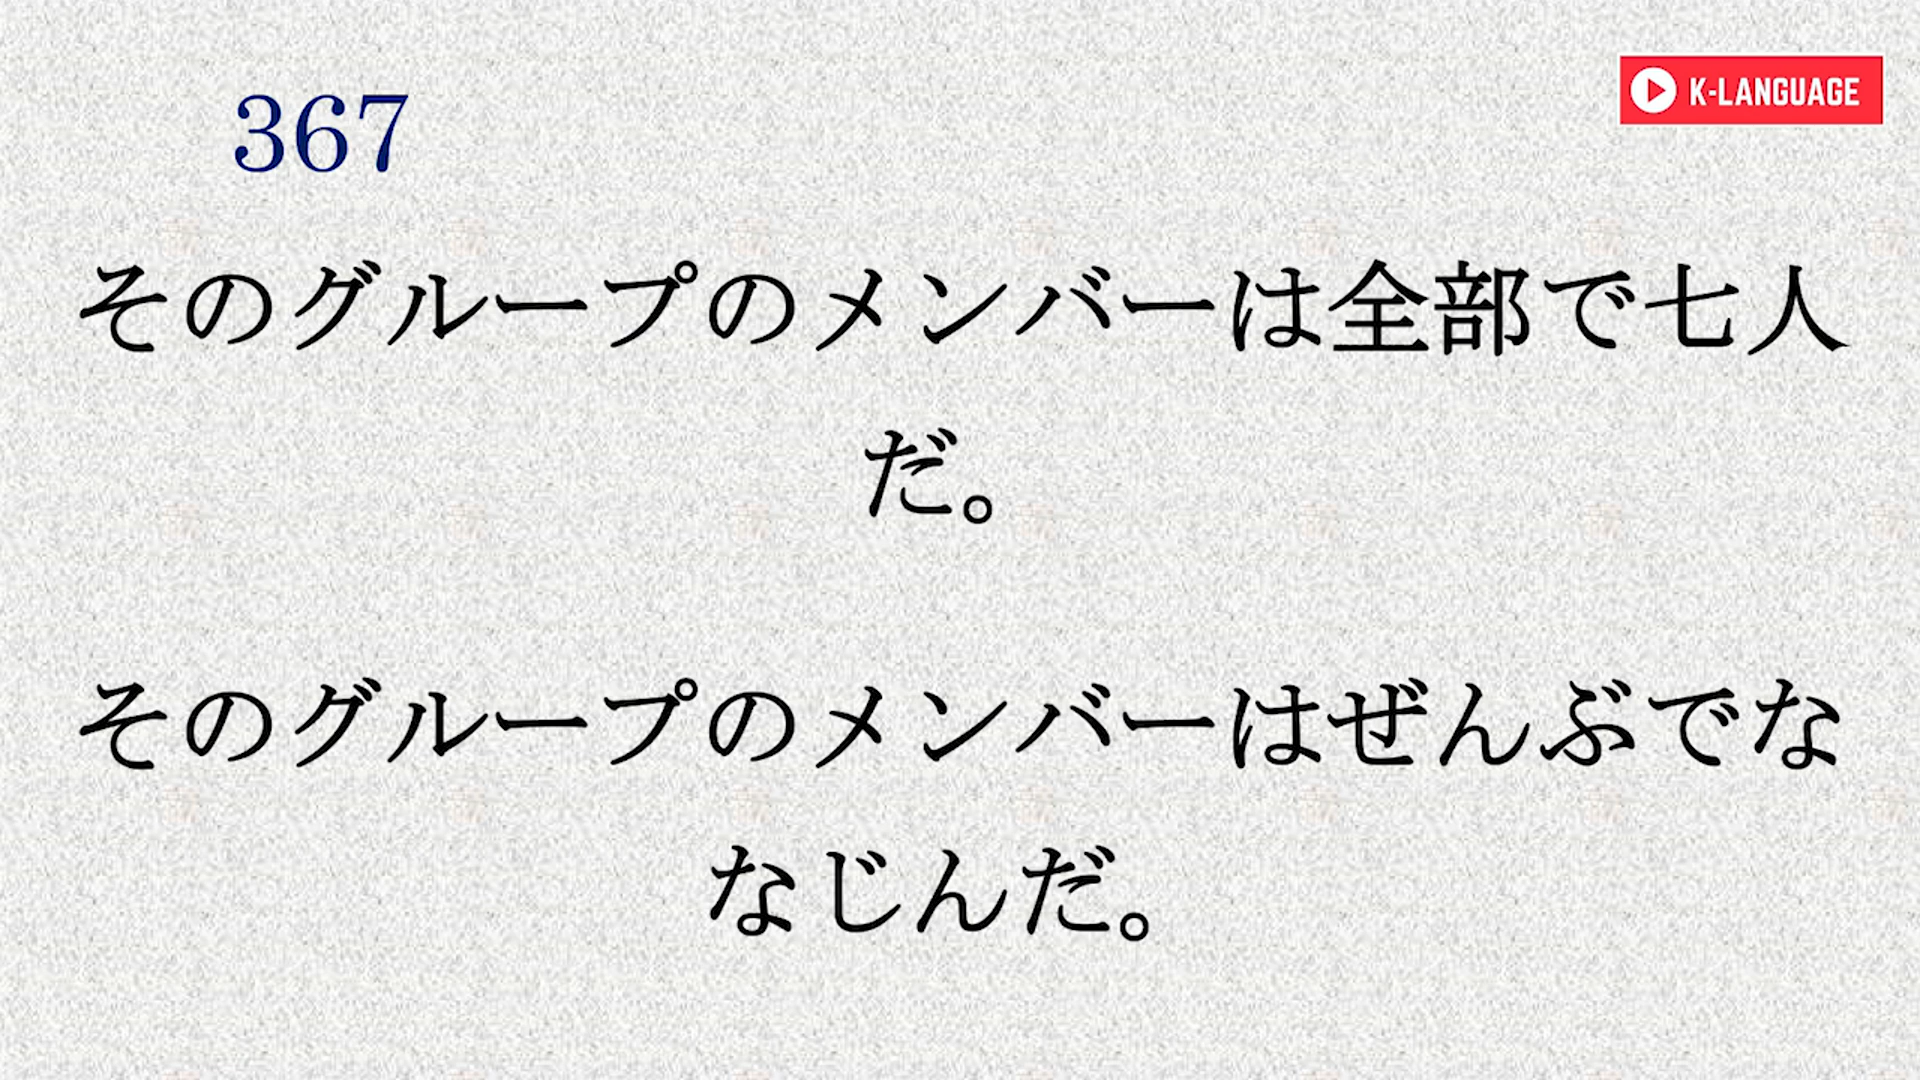 367
K-LANGUAGE
そのグループのメンバーは全部で七人
だ。
そのグループのメンバーはぜんぶでな
なじんだ。